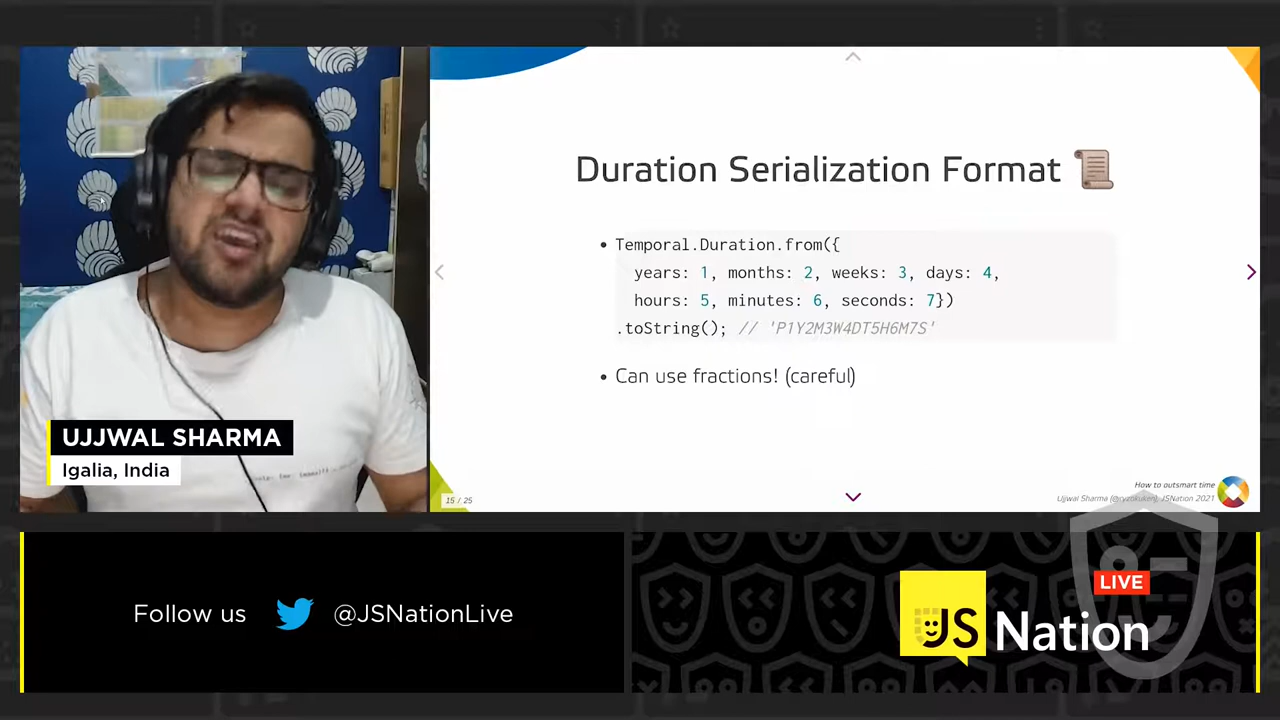 Duration Serialization Format
• Temporal.Duration.from({
years: 1, months: 2, weeks: 3, days: 4,
hours: 5, minutes: 6, seconds: 7})
.toString(); // 'P1Y2M3W4DT5H6M7S'
• Can use fractions! (careful)
UJJWAL SHARMA
Igalia, India
15 / 25
How to outsmart time
Ujjwal Sharma JSNation 2021
Follow us @JSNationLive
LIVE
JS Nation